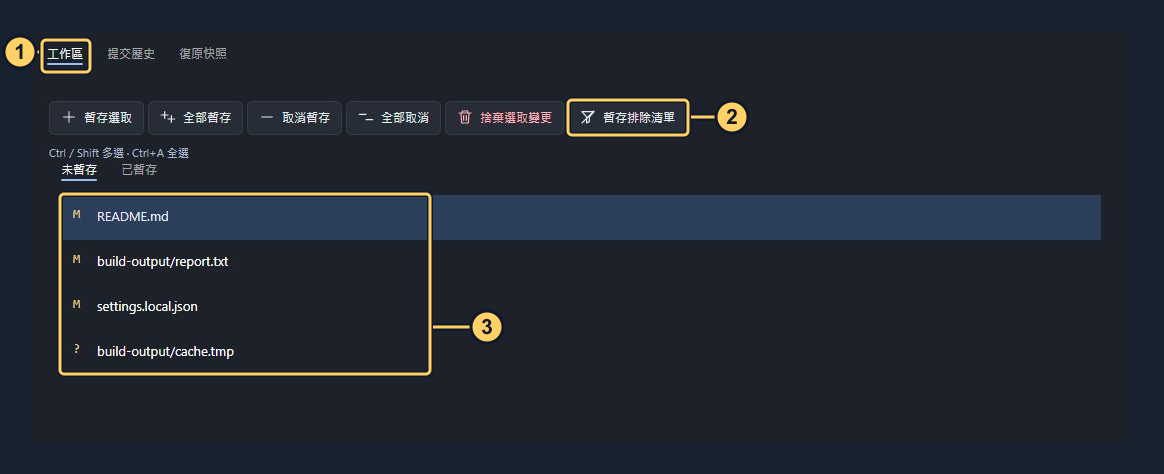 1 工作區 提交歷史 復原快照
暫存選取 全部暫存 取消暫存 全部取消 捨棄選取變更 暫存排除清單 2
Ctrl / Shift 多選 · Ctrl+A 全選
未暫存 已暫存
M README.md
M build-output/report.txt
M settings.local.json
3
? build-output/cache.tmp